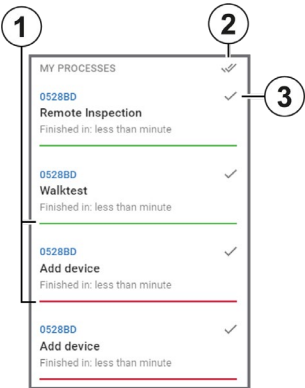 1
2
MY PROCESSES
3
0528BD
Remote Inspection
Finished in: less than minute
0528BD
Walktest
Finished in: less than minute
0528BD
Add device
Finished in: less than minute
0528BD
Add device
Finished in: less than minute